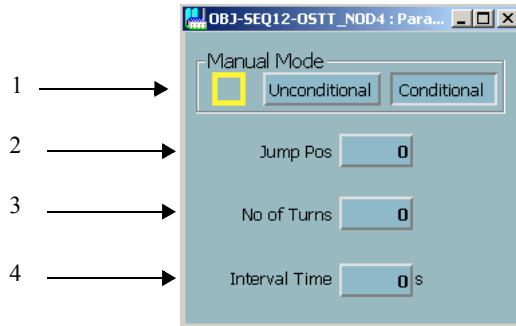 OBJ-SEQ12-OSTT_NOD4 : Para...
Manual Mode
1
Unconditional Conditional
2
Jump Pos 0
3
No of Turns 0
4
Interval Time 0 s